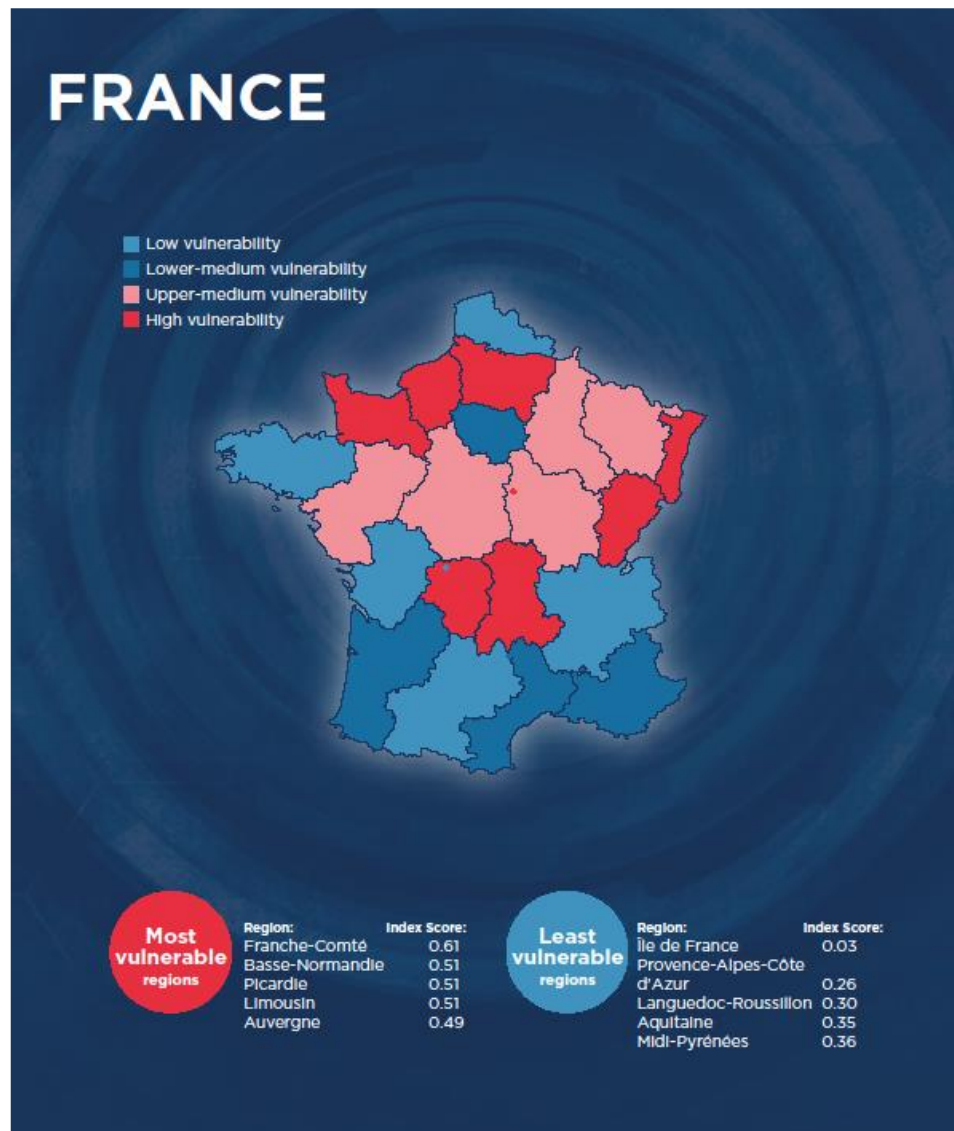 FRANCE
Low vulnerability
Lower-medium vulnerability
Upper-medium vulnerability
High vulnerability
Most
vulnerable
regions
Region: Index Score:
Franche-Comté 0.61
Basse-Normandie 0.51
Picardie 0.51
Limousin 0.51
Auvergne 0.49
Least
vulnerable
regions
Region: Index Score:
Île de France 0.03
Provence-Alpes-Côte
d'Azur 0.26
Languedoc-Roussillon 0.30
Aquitaine 0.35
Midi-Pyrénées 0.36